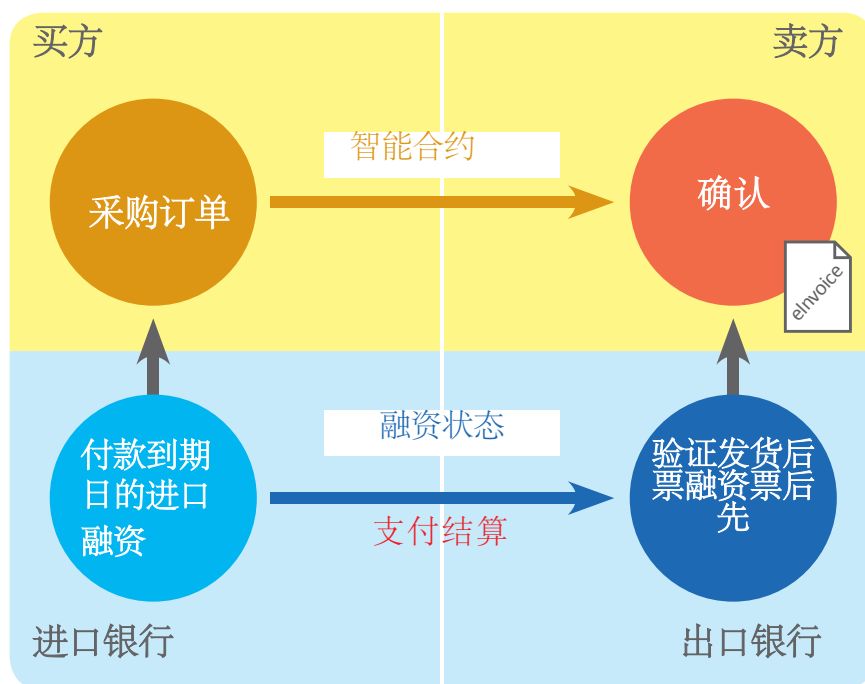 买方
卖方
智能合约
采购订单
确认
eInvoice
融资状态
付款到期
日的进口
融资
验证发货后
票融资票后
先
支付结算
进口银行
出口银行